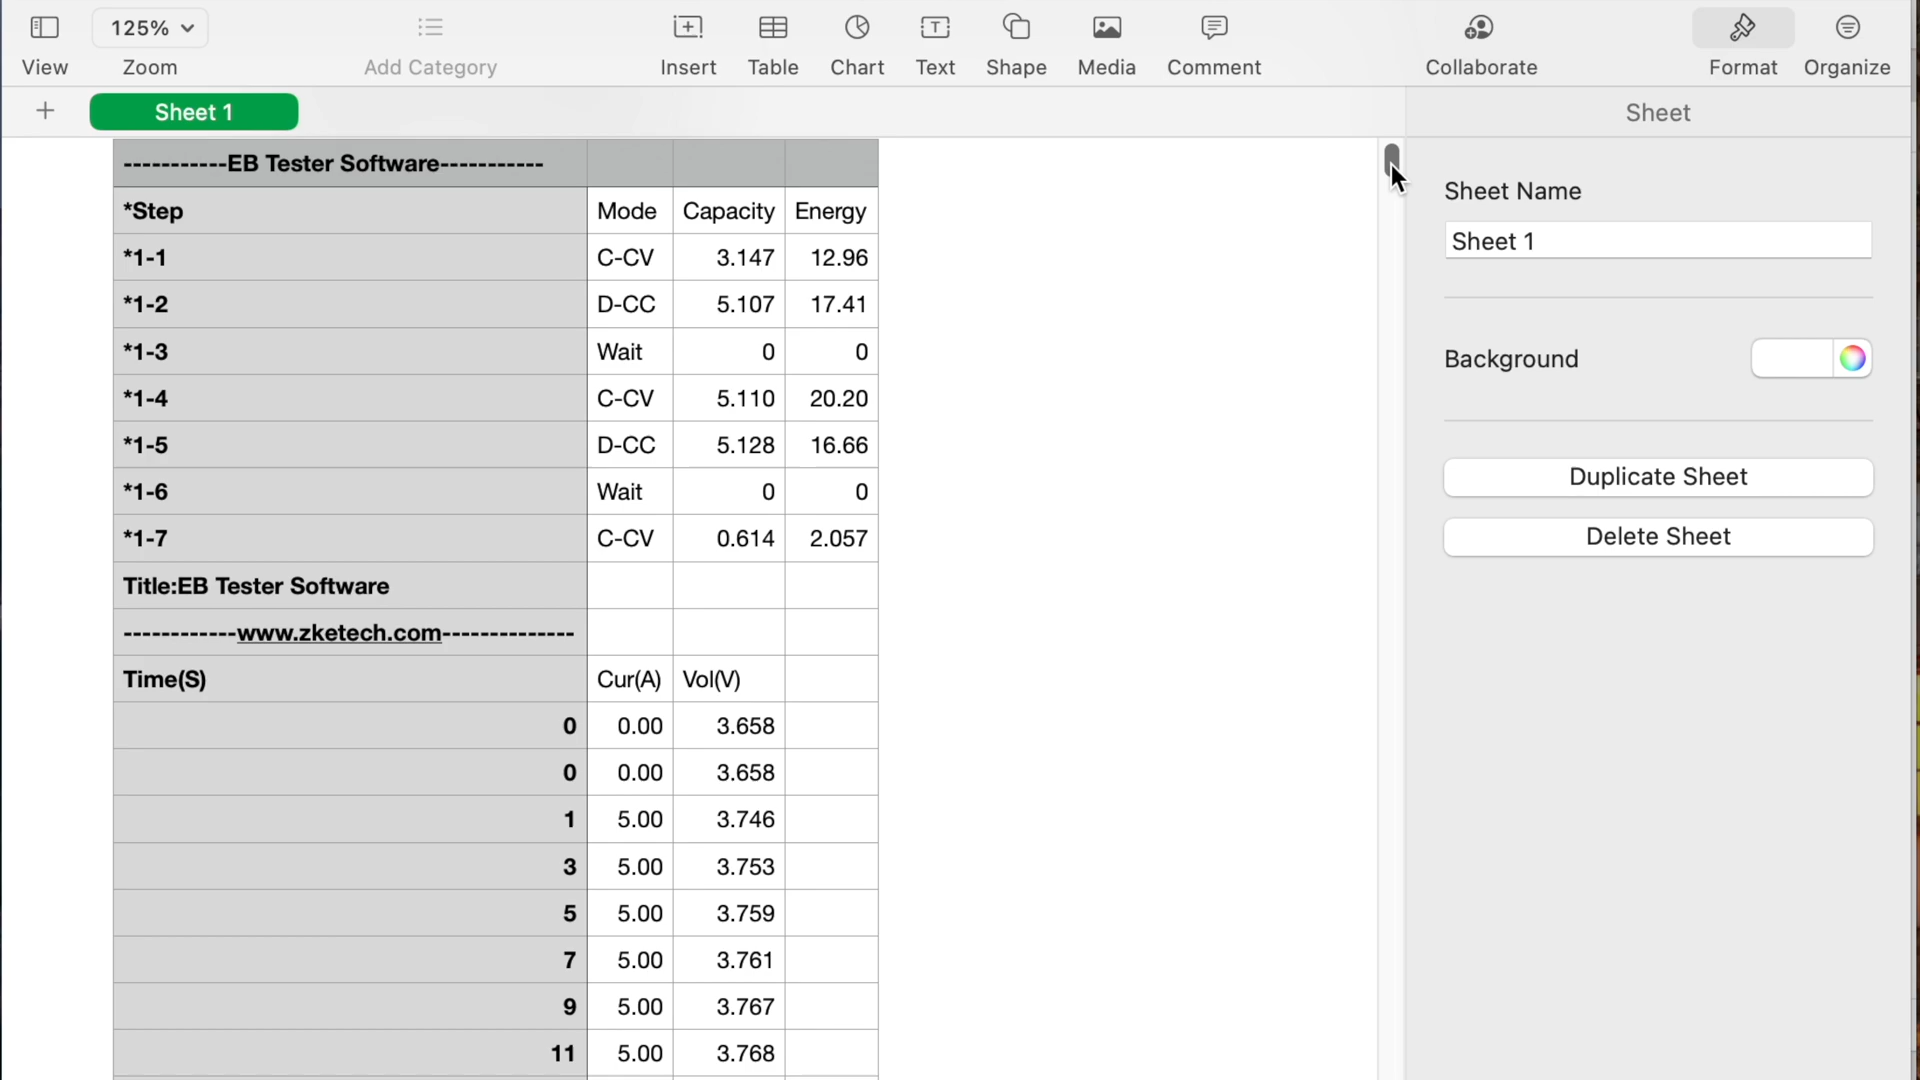 125%
View Zoom Add Category Insert Table Chart Text Shape Media Comment Collaborate Format Organize
+ Sheet 1 Sheet
-----------EB Tester Software-----------
*Step Mode Capacity Energy
*1-1 C-CV 3.147 12.96
*1-2 D-CC 5.107 17.41
*1-3 Wait 0 0
*1-4 C-CV 5.110 20.20
*1-5 D-CC 5.128 16.66
*1-6 Wait 0 0
*1-7 C-CV 0.614 2.057
Title:EB Tester Software
------------www.zketech.com--------------
Time(S) Cur(A) Vol(V)
0 0.00 3.658
0 0.00 3.658
1 5.00 3.746
3 5.00 3.753
5 5.00 3.759
7 5.00 3.761
9 5.00 3.767
11 5.00 3.768
Sheet Name
Sheet 1
Background
Duplicate Sheet
Delete Sheet